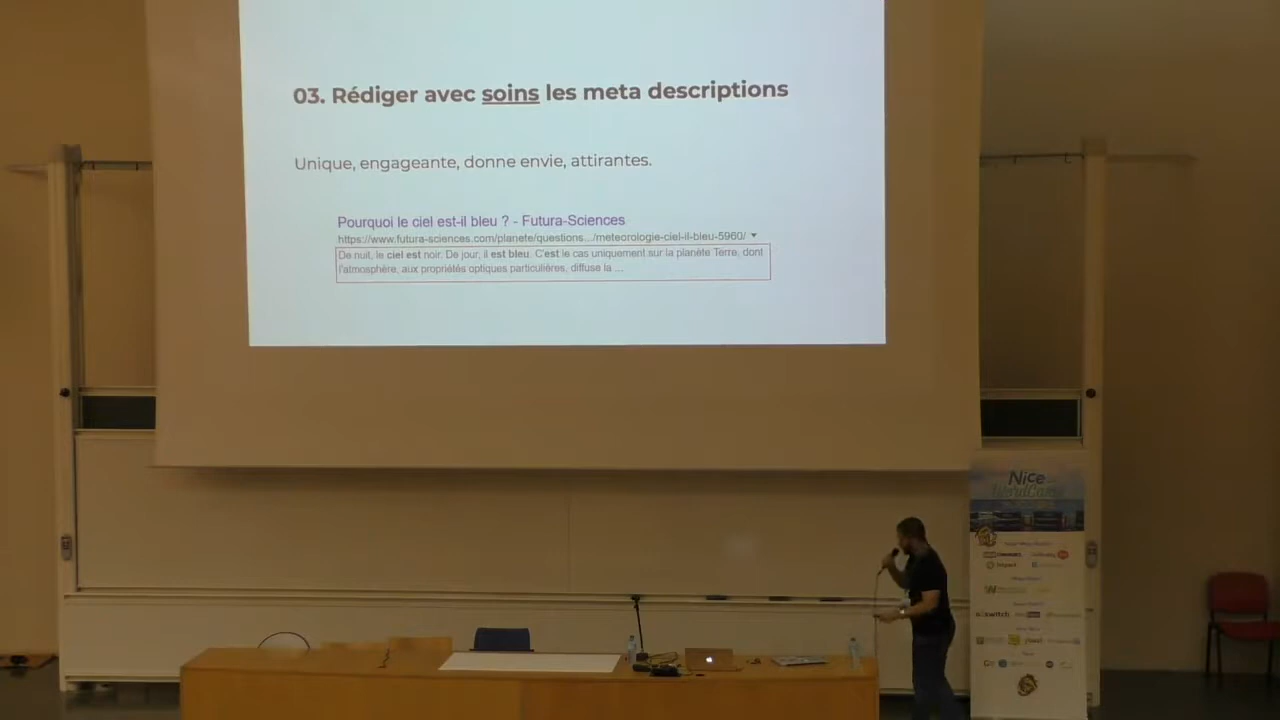 03. Rédiger avec soins les meta descriptions
Unique, engageante, donne envie, attirantes.
Pourquoi le ciel est-il bleu ? - Futura-Sciences
https://www.futura-sciences.com/planete/questions.../meteorologie-ciel-il-bleu-5960/
De nuit, le ciel est noir. De jour, il est bleu. C'est le cas uniquement sur la planète Terre, dont
l'atmosphère, aux propriétés optiques particulières, diffuse la ...
Nice
WordCamp